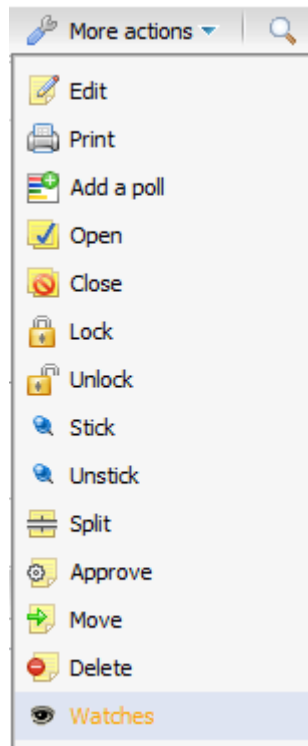 More actions
Edit
Print
Add a poll
Open
Close
Lock
Unlock
Stick
Unstick
Split
Approve
Move
Delete
Watches